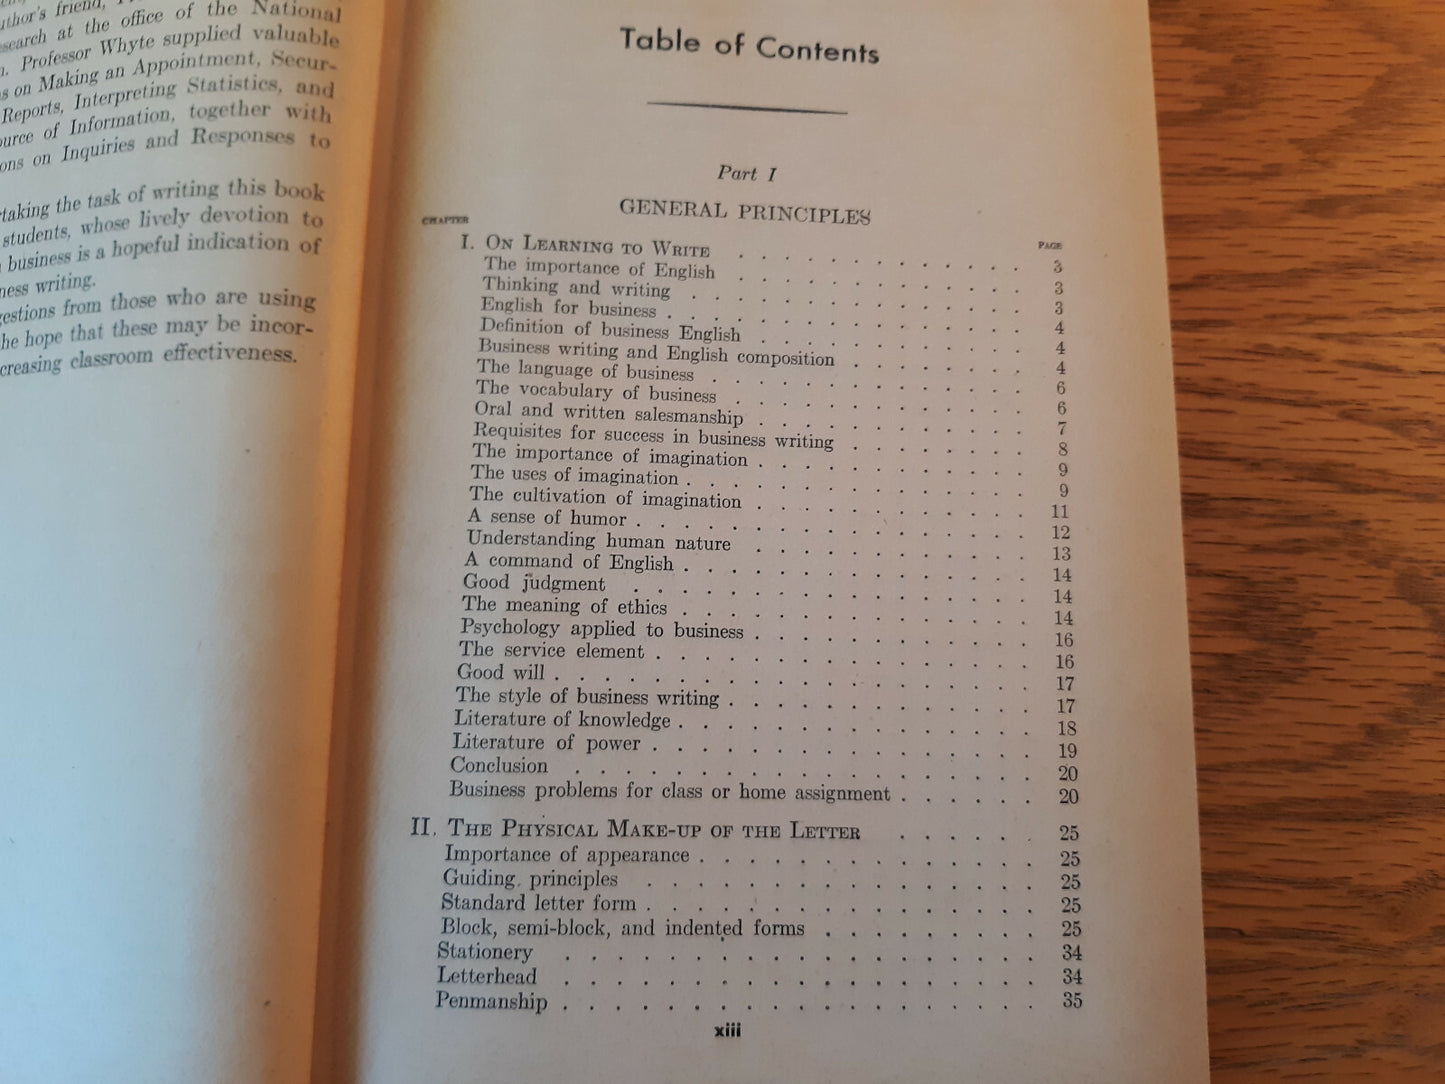 author's friend,
research at the office of the National
Professor Whyte supplied valuable
on Making an Appointment, Secur-
Reports, Interpreting Statistics, and
of Information, together with
on Inquiries and Responses to
taking the task of writing this book
students, whose lively devotion to
business is a hopeful indication of
ness writing.
gestions from those who are using
he hope that these may be incor-
creasing classroom effectiveness.
Table of Contents
Part I
GENERAL PRINCIPLES
CHAPTER PAGE
I. On Learning to Write . . . . . . . . . . . . . 3
The importance of English . . . . . . . . . . . . . 3
Thinking and writing . . . . . . . . . . . . . . . 3
English for business . . . . . . . . . . . . . . . . 4
Definition of business English . . . . . . . . . . . . 4
Business writing and English composition . . . . . . . . 4
The language of business . . . . . . . . . . . . . . 6
The vocabulary of business . . . . . . . . . . . . . 6
Oral and written salesmanship . . . . . . . . . . . . 7
Requisites for success in business writing . . . . . . . . 8
The importance of imagination . . . . . . . . . . . . 9
The uses of imagination . . . . . . . . . . . . . . . 9
The cultivation of imagination . . . . . . . . . . . . 11
A sense of humor . . . . . . . . . . . . . . . . . 12
Understanding human nature . . . . . . . . . . . . 13
A command of English . . . . . . . . . . . . . . . 14
Good judgment . . . . . . . . . . . . . . . . . 14
The meaning of ethics . . . . . . . . . . . . . . . 14
Psychology applied to business . . . . . . . . . . . . 16
The service element . . . . . . . . . . . . . . . . 16
Good will . . . . . . . . . . . . . . . . . . . . 17
The style of business writing . . . . . . . . . . . . . 17
Literature of knowledge . . . . . . . . . . . . . . . 18
Literature of power . . . . . . . . . . . . . . . . 19
Conclusion . . . . . . . . . . . . . . . . . . . 20
Business problems for class or home assignment . . . . . . 20
II. The Physical Make-up of the Letter . . . . . . 25
Importance of appearance . . . . . . . . . . . . . . 25
Guiding principles . . . . . . . . . . . . . . . . 25
Standard letter form . . . . . . . . . . . . . . . . 25
Block, semi-block, and indented forms . . . . . . . . . 25
Stationery . . . . . . . . . . . . . . . . . . . 34
Letterhead . . . . . . . . . . . . . . . . . . . 34
Penmanship . . . . . . . . . . . . . . . . . . . 35
xiii